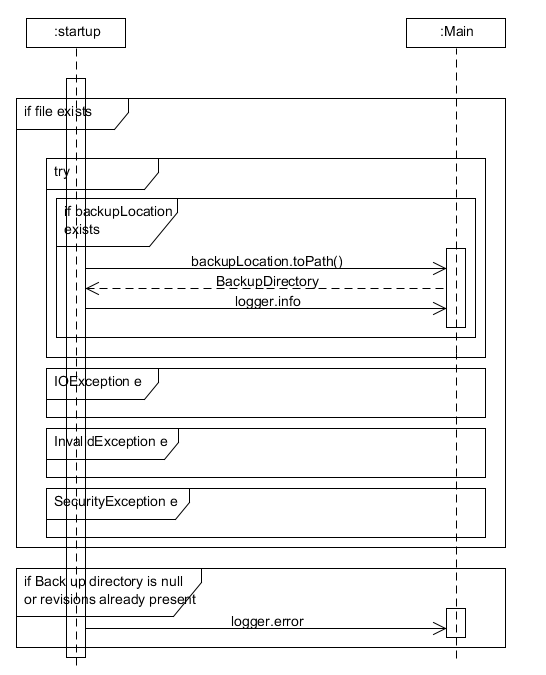 :startup
:Main
if file exists
try
if backupLocation
exists
backupLocation.toPath()
BackupDirectory
logger.info
IOException e
InvalidException e
SecurityException e
if Back up directory is null
or revisions already present
logger.error